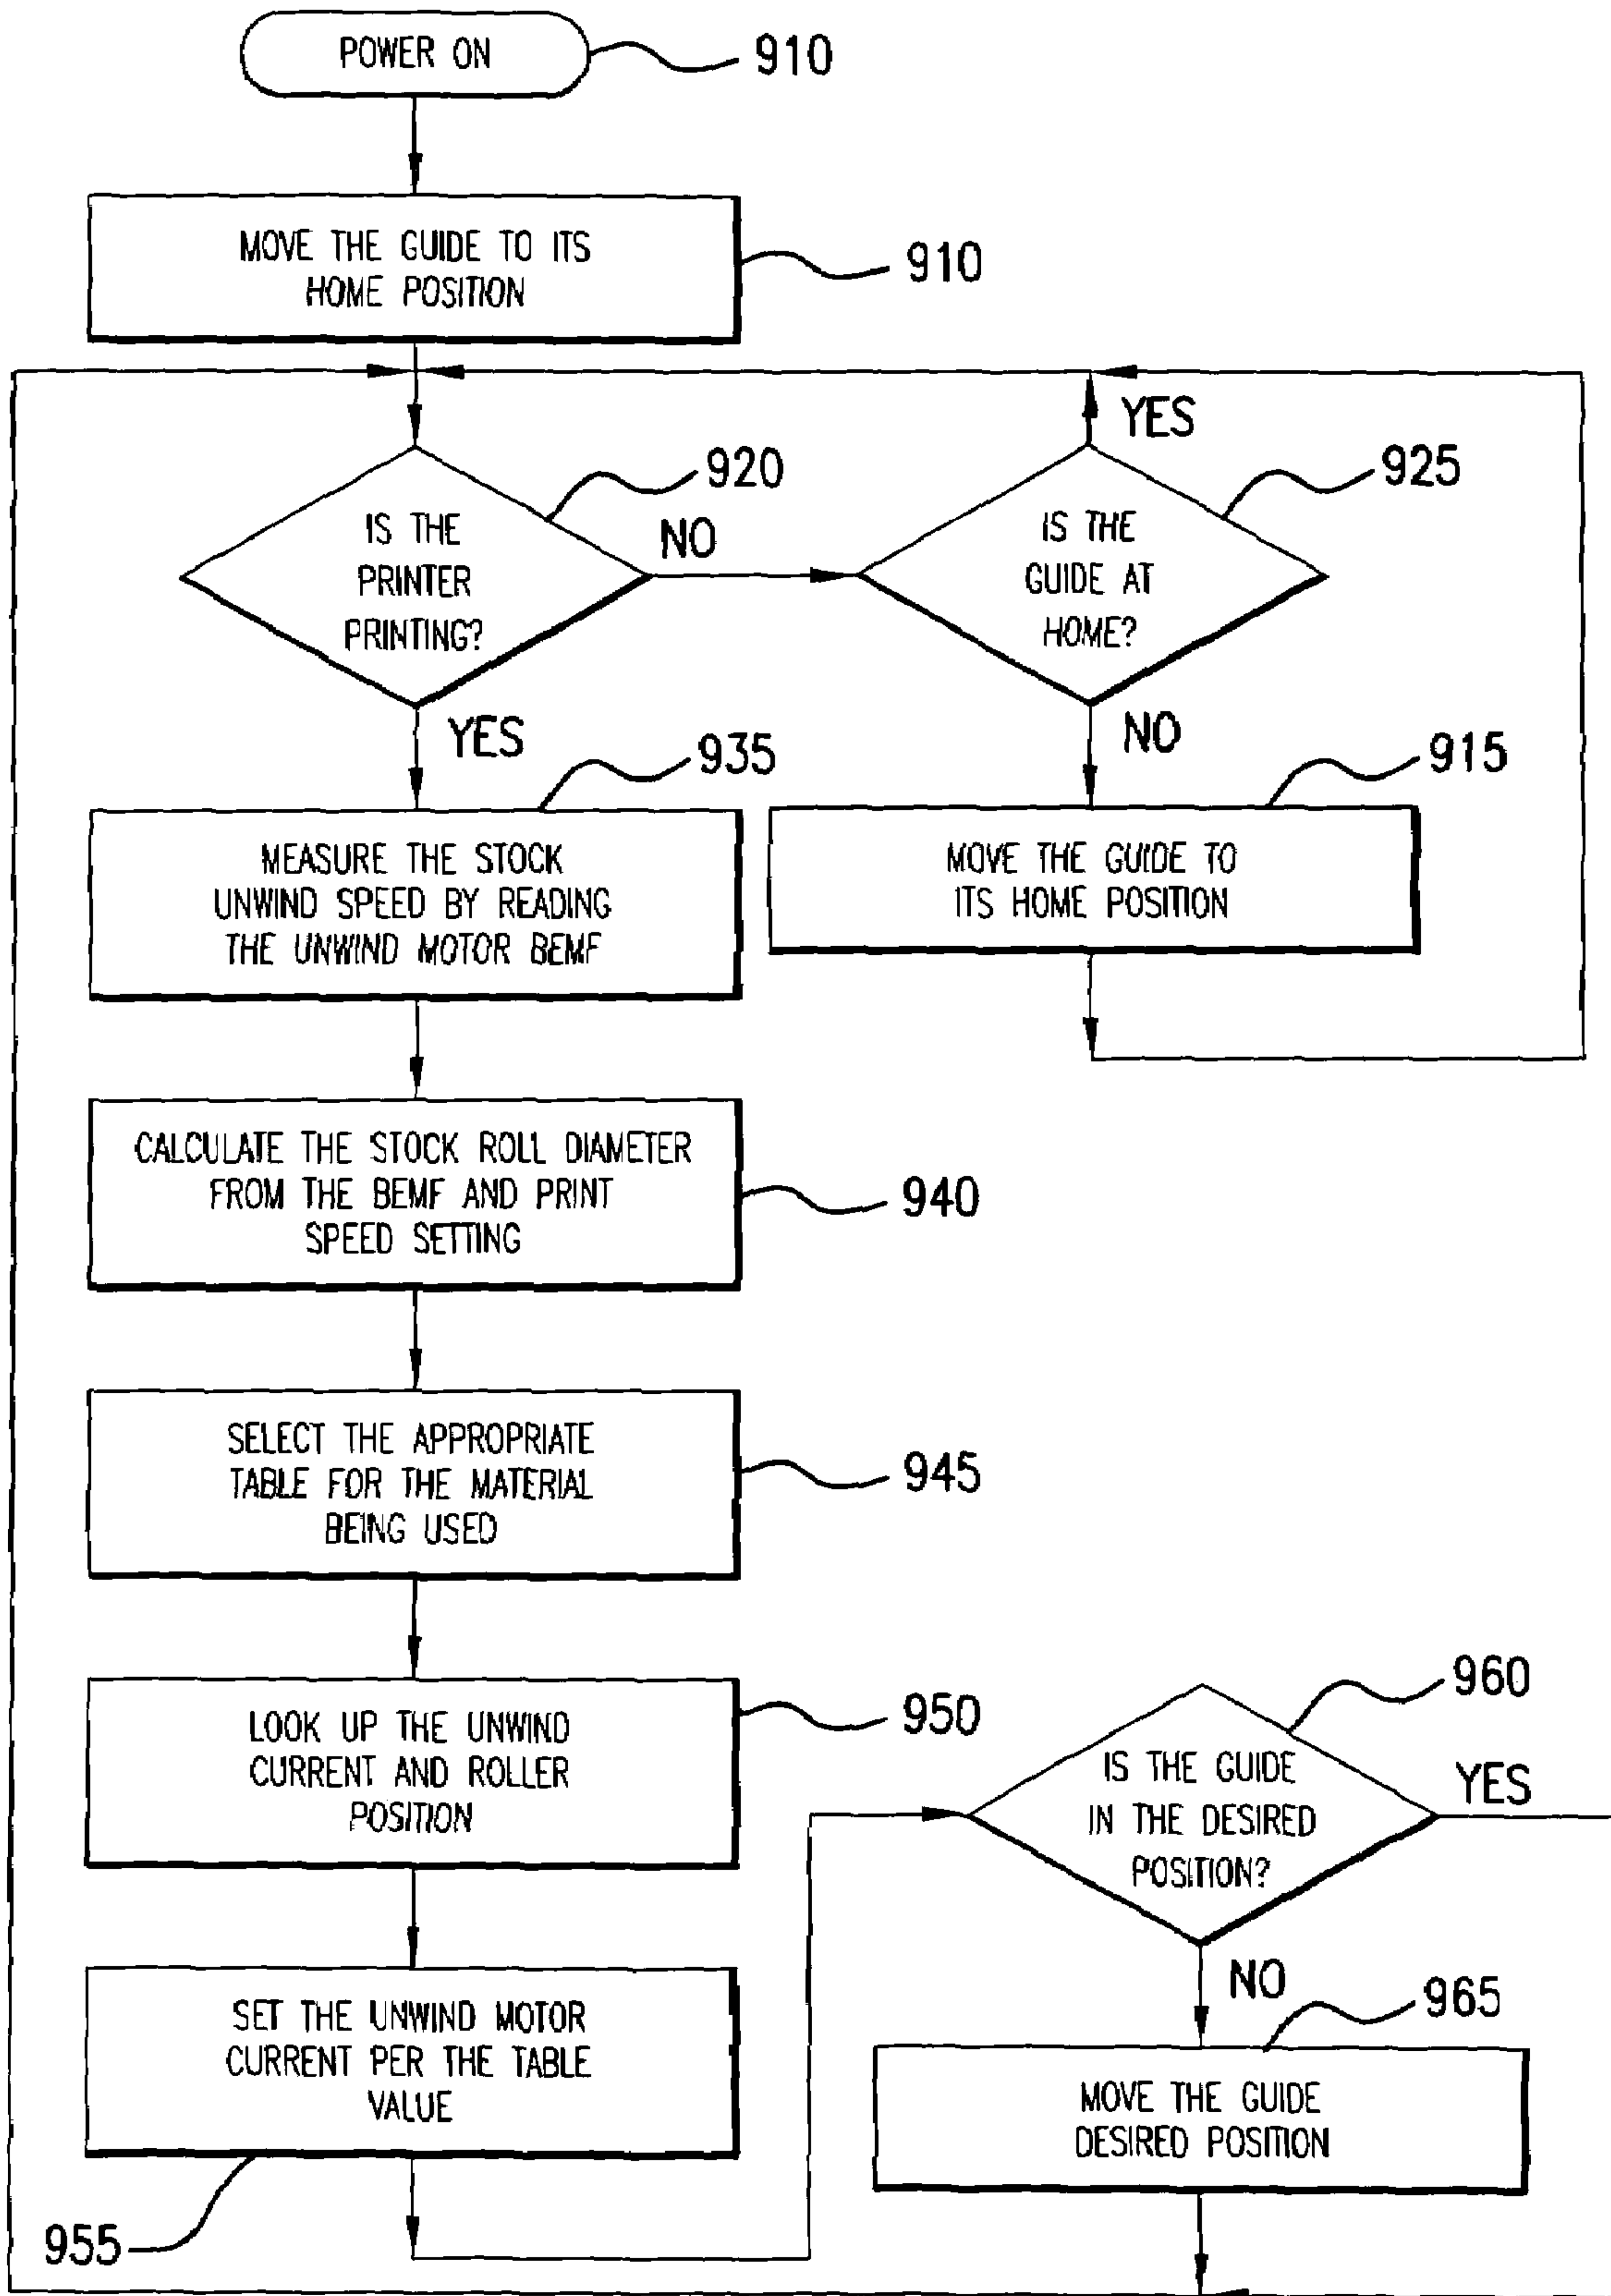 POWER ON
910
MOVE THE GUIDE TO ITS
HOME POSITION
910
IS THE
PRINTER
PRINTING?
920
NO
YES
IS THE
GUIDE AT
HOME?
925
YES
NO
MEASURE THE STOCK
UNWIND SPEED BY READING
THE UNWIND MOTOR BEMF
935
MOVE THE GUIDE TO
ITS HOME POSITION
915
CALCULATE THE STOCK ROLL DIAMETER
FROM THE BEMF AND PRINT
SPEED SETTING
940
SELECT THE APPROPRIATE
TABLE FOR THE MATERIAL
BEING USED
945
LOOK UP THE UNWIND
CURRENT AND ROLLER
POSITION
950
SET THE UNWIND MOTOR
CURRENT PER THE TABLE
VALUE
955
IS THE GUIDE
IN THE DESIRED
POSITION?
960
YES
NO
MOVE THE GUIDE
DESIRED POSITION
965